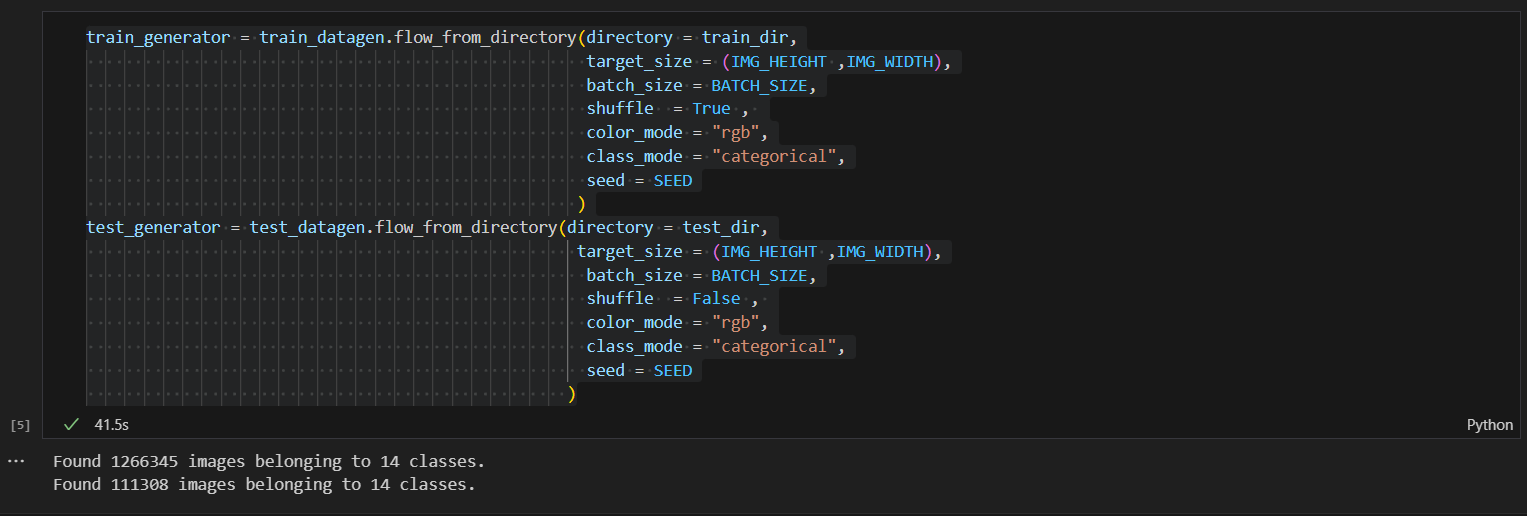 train_generator = train_datagen.flow_from_directory(directory = train_dir,
target_size = (IMG_HEIGHT ,IMG_WIDTH),
batch_size = BATCH_SIZE,
shuffle  = True ,
color_mode = "rgb",
class_mode = "categorical",
seed = SEED
)
test_generator = test_datagen.flow_from_directory(directory = test_dir,
target_size = (IMG_HEIGHT ,IMG_WIDTH),
batch_size = BATCH_SIZE,
shuffle  = False ,
color_mode = "rgb",
class_mode = "categorical",
seed = SEED
)
[5] ✓ 41.5s Python
... Found 1266345 images belonging to 14 classes.
Found 111308 images belonging to 14 classes.